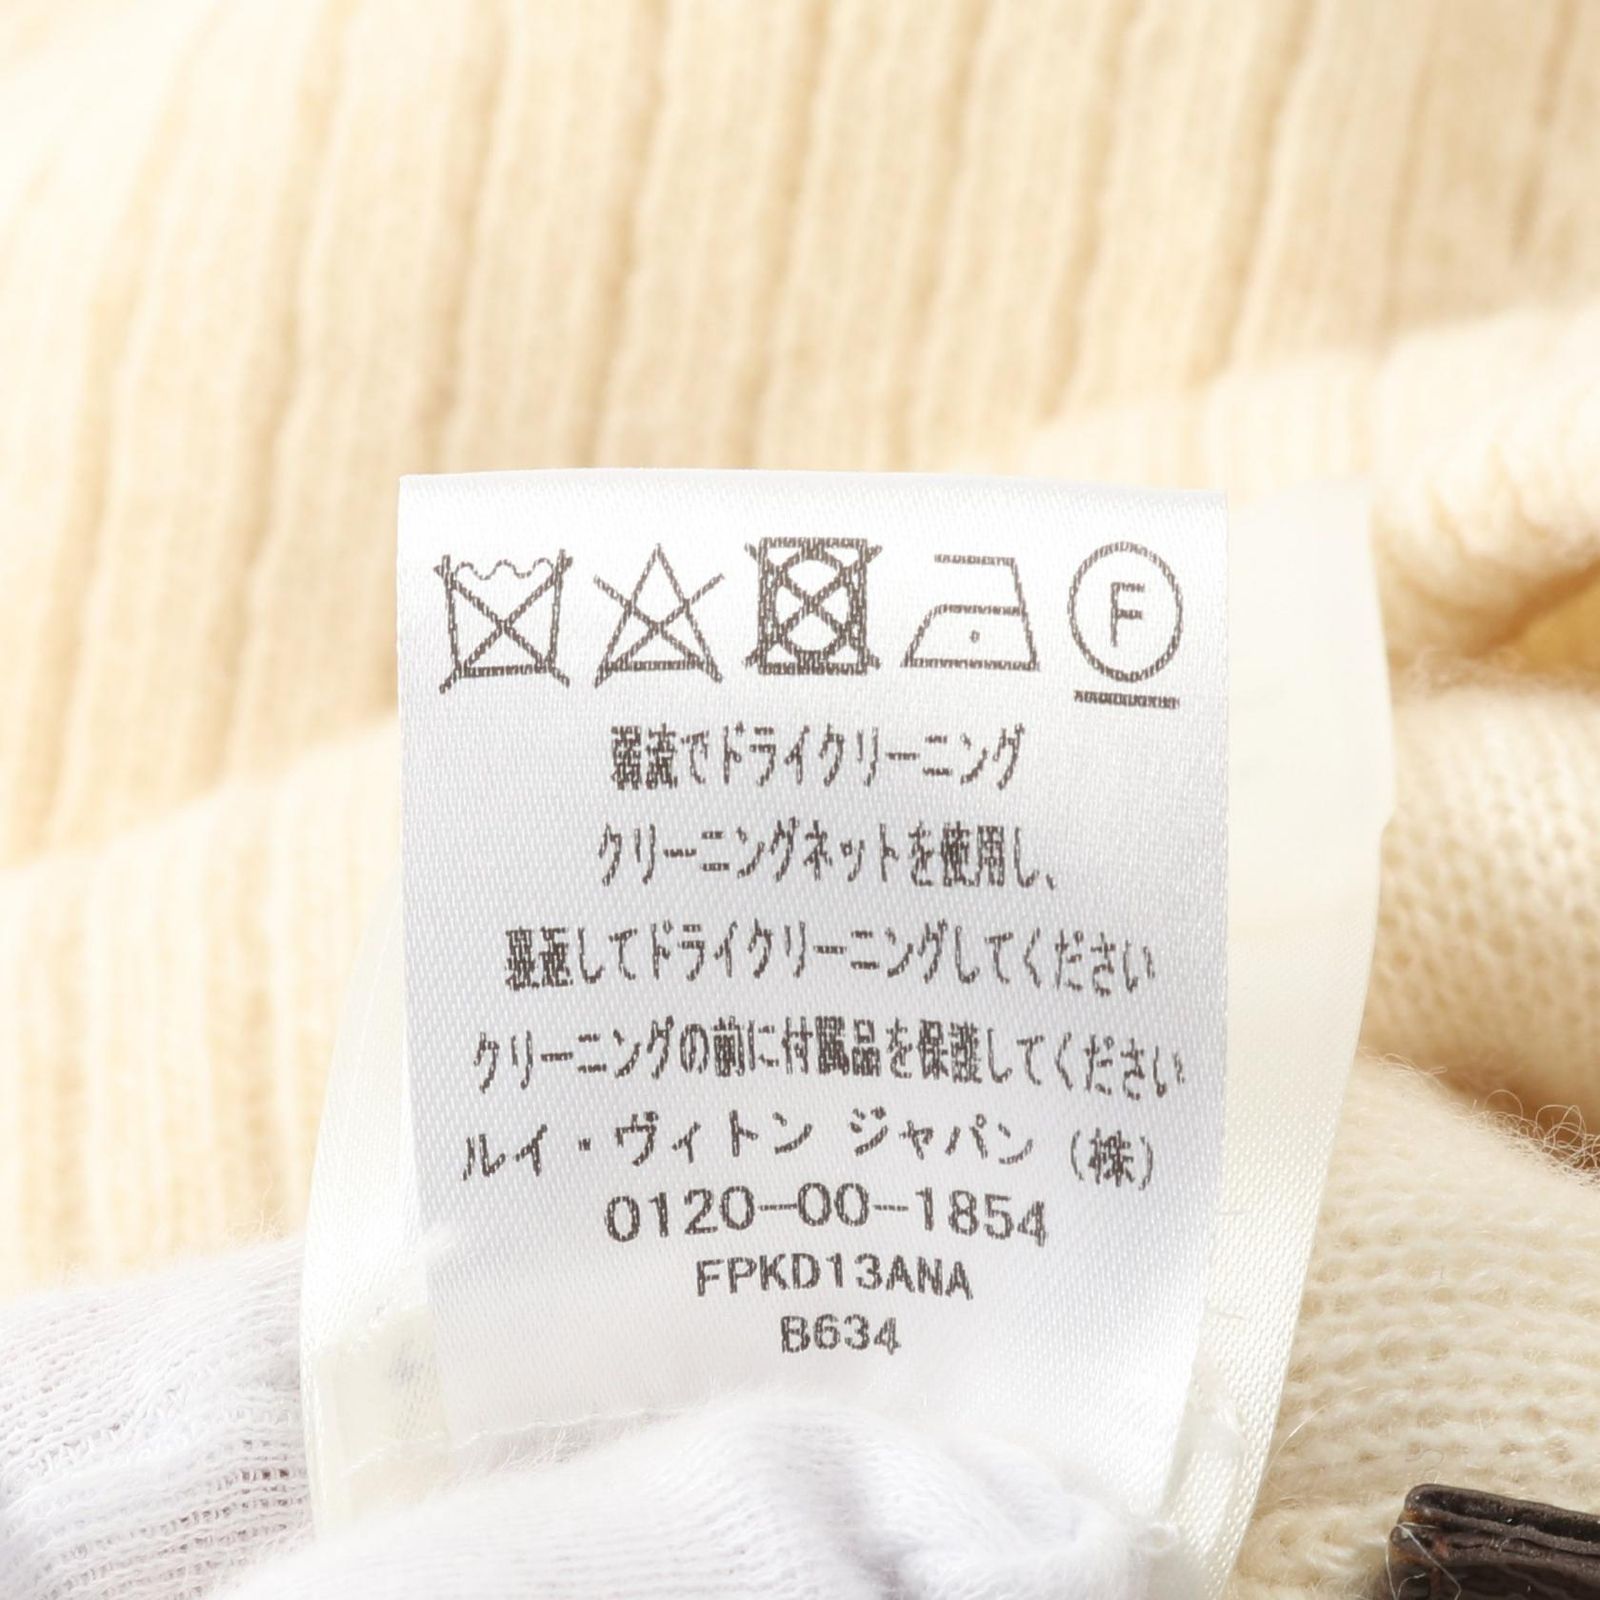 F
弱流でドライクリーニング
クリーニングネットを使用し、
裏返してドライクリーニングしてください
クリーニングの前に付属品を保護してください
ルイ・ヴィトン ジャパン (株)
0120-00-1854
FPKD13ANA
B634